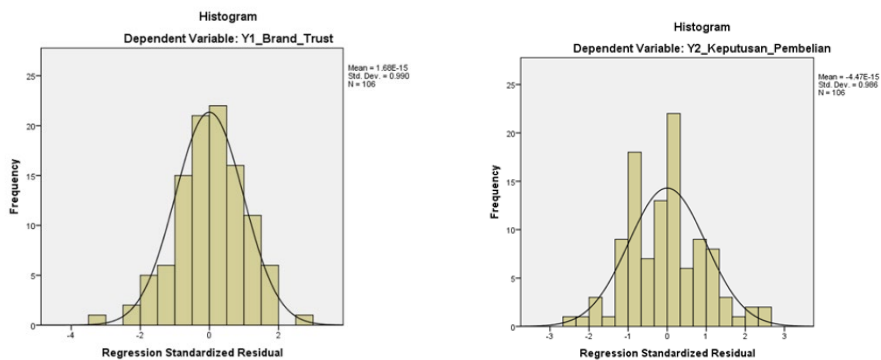 Histogram
Dependent Variable: Y1_Brand_Trust
Mean = 1.68E-15
Std. Dev. = 0.990
N = 106
25
20
15
10
5
0
Frequency
-4
-2
0
2
Regression Standardized Residual
Histogram
Dependent Variable: Y2_Keputusan_Pembelian
Mean = -4.47E-15
Std. Dev. = 0.986
N = 106
25
20
15
10
5
0
Frequency
-3
-2
-1
0
1
2
3
Regression Standardized Residual